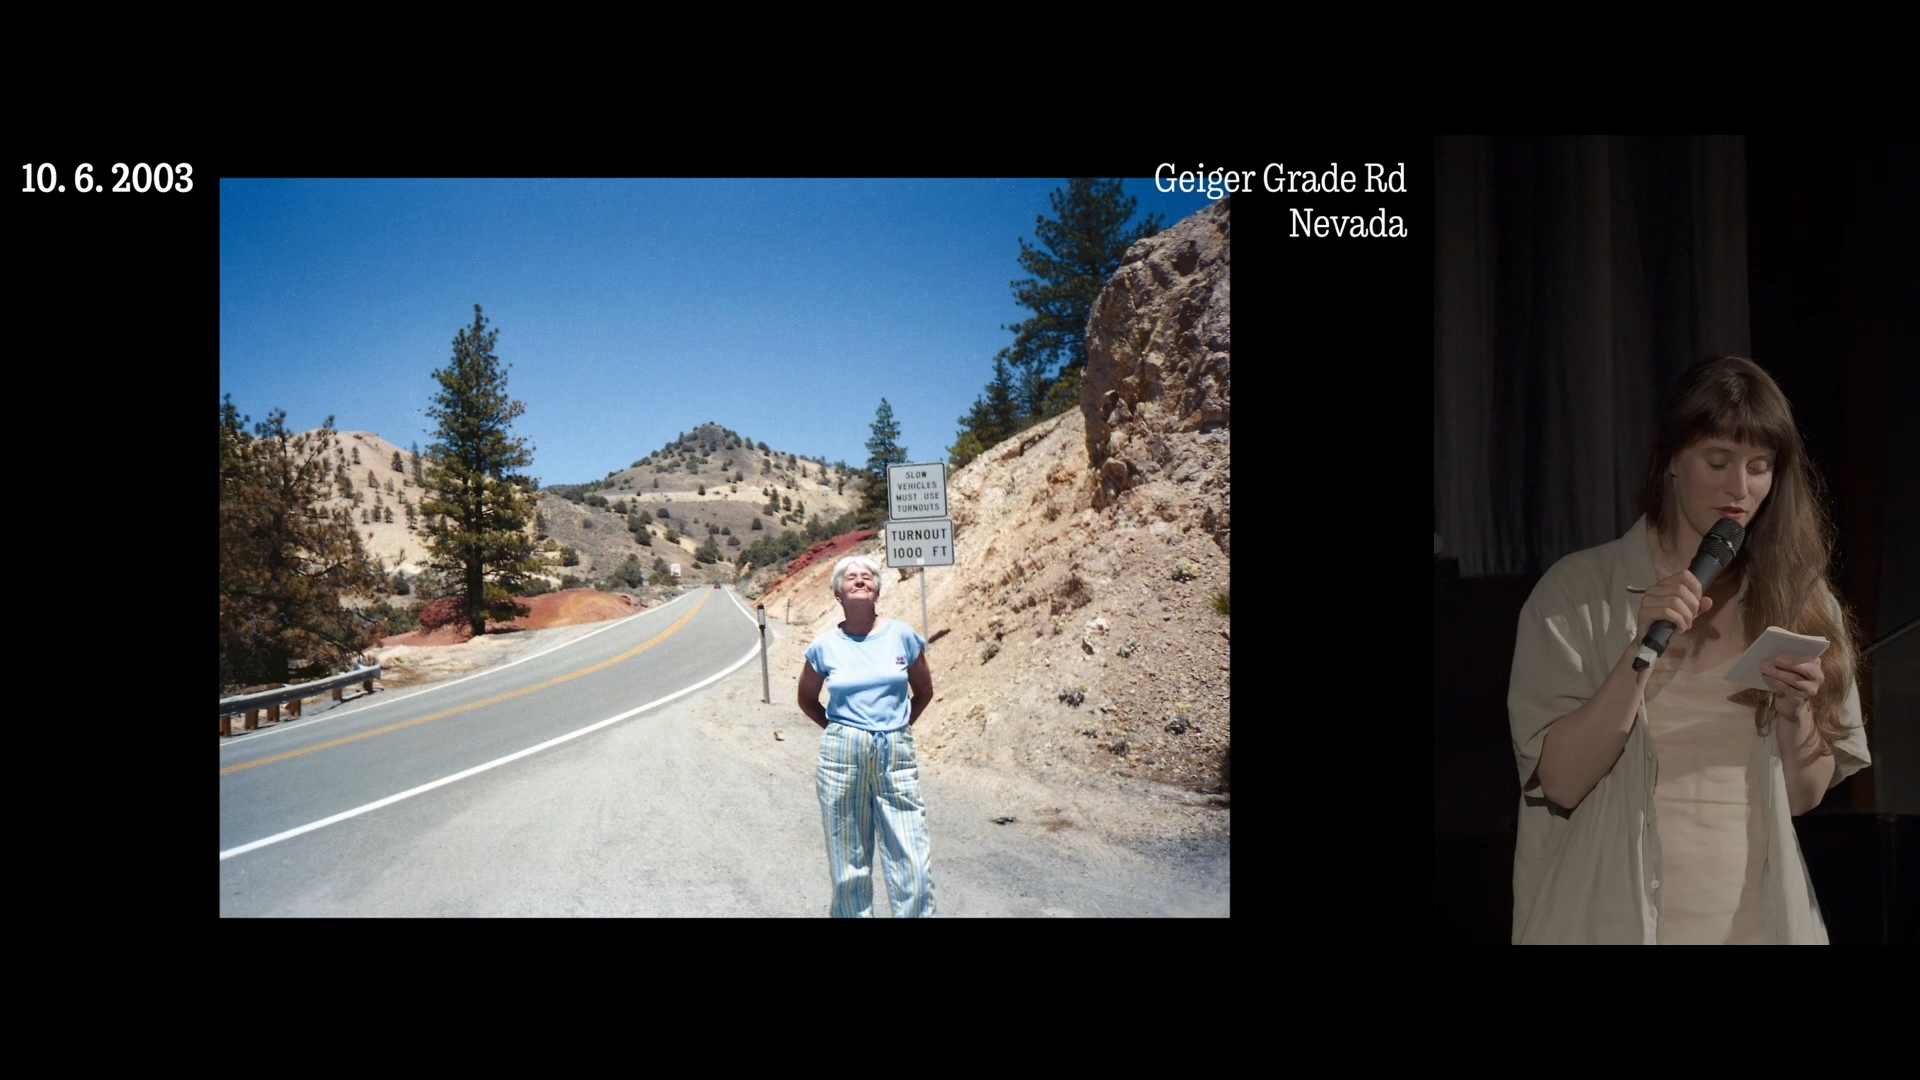 10. 6. 2003
Geiger Grade Rd
Nevada
SLOW
VEHICLES
MUST USE
TURNOUTS
TURNOUT
1000 FT